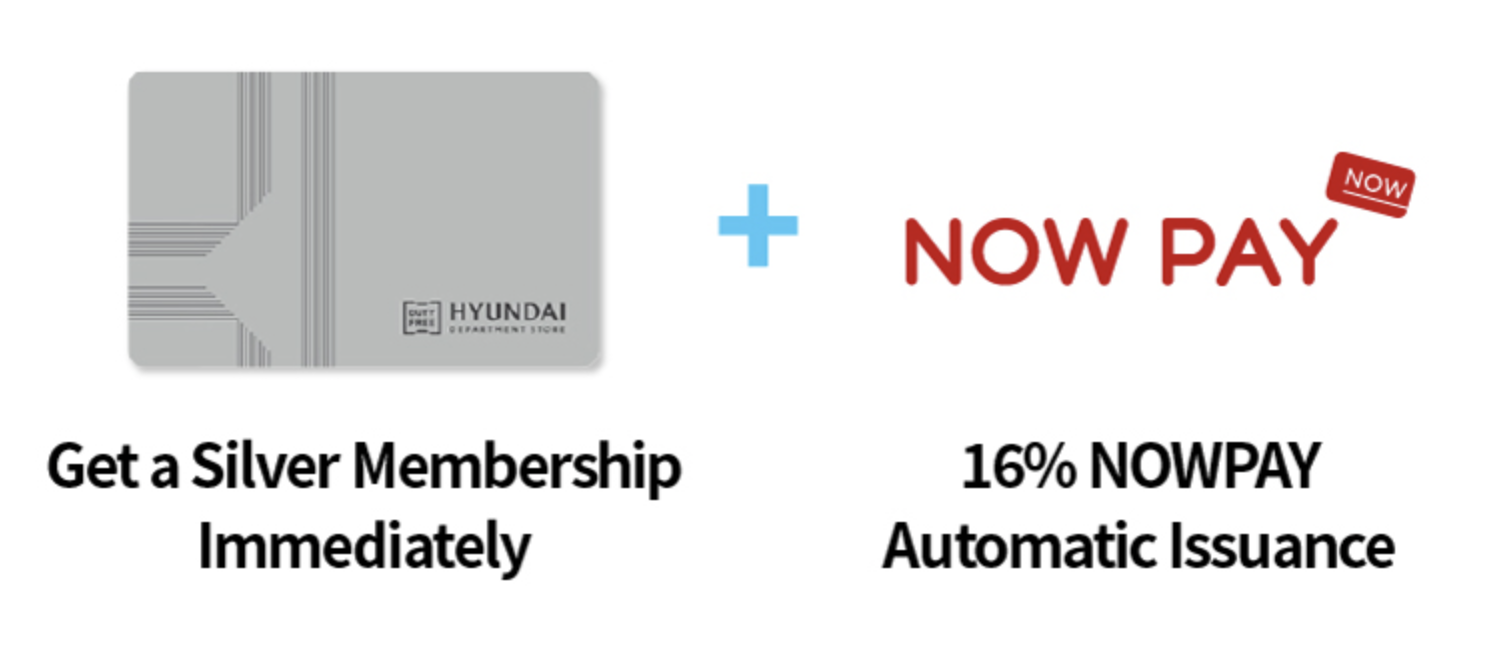 DUTY
FREE
HYUNDAI
DEPARTMENT STORE
NOW PAY
NOW
Get a Silver Membership
Immediately
16% NOWPAY
Automatic Issuance